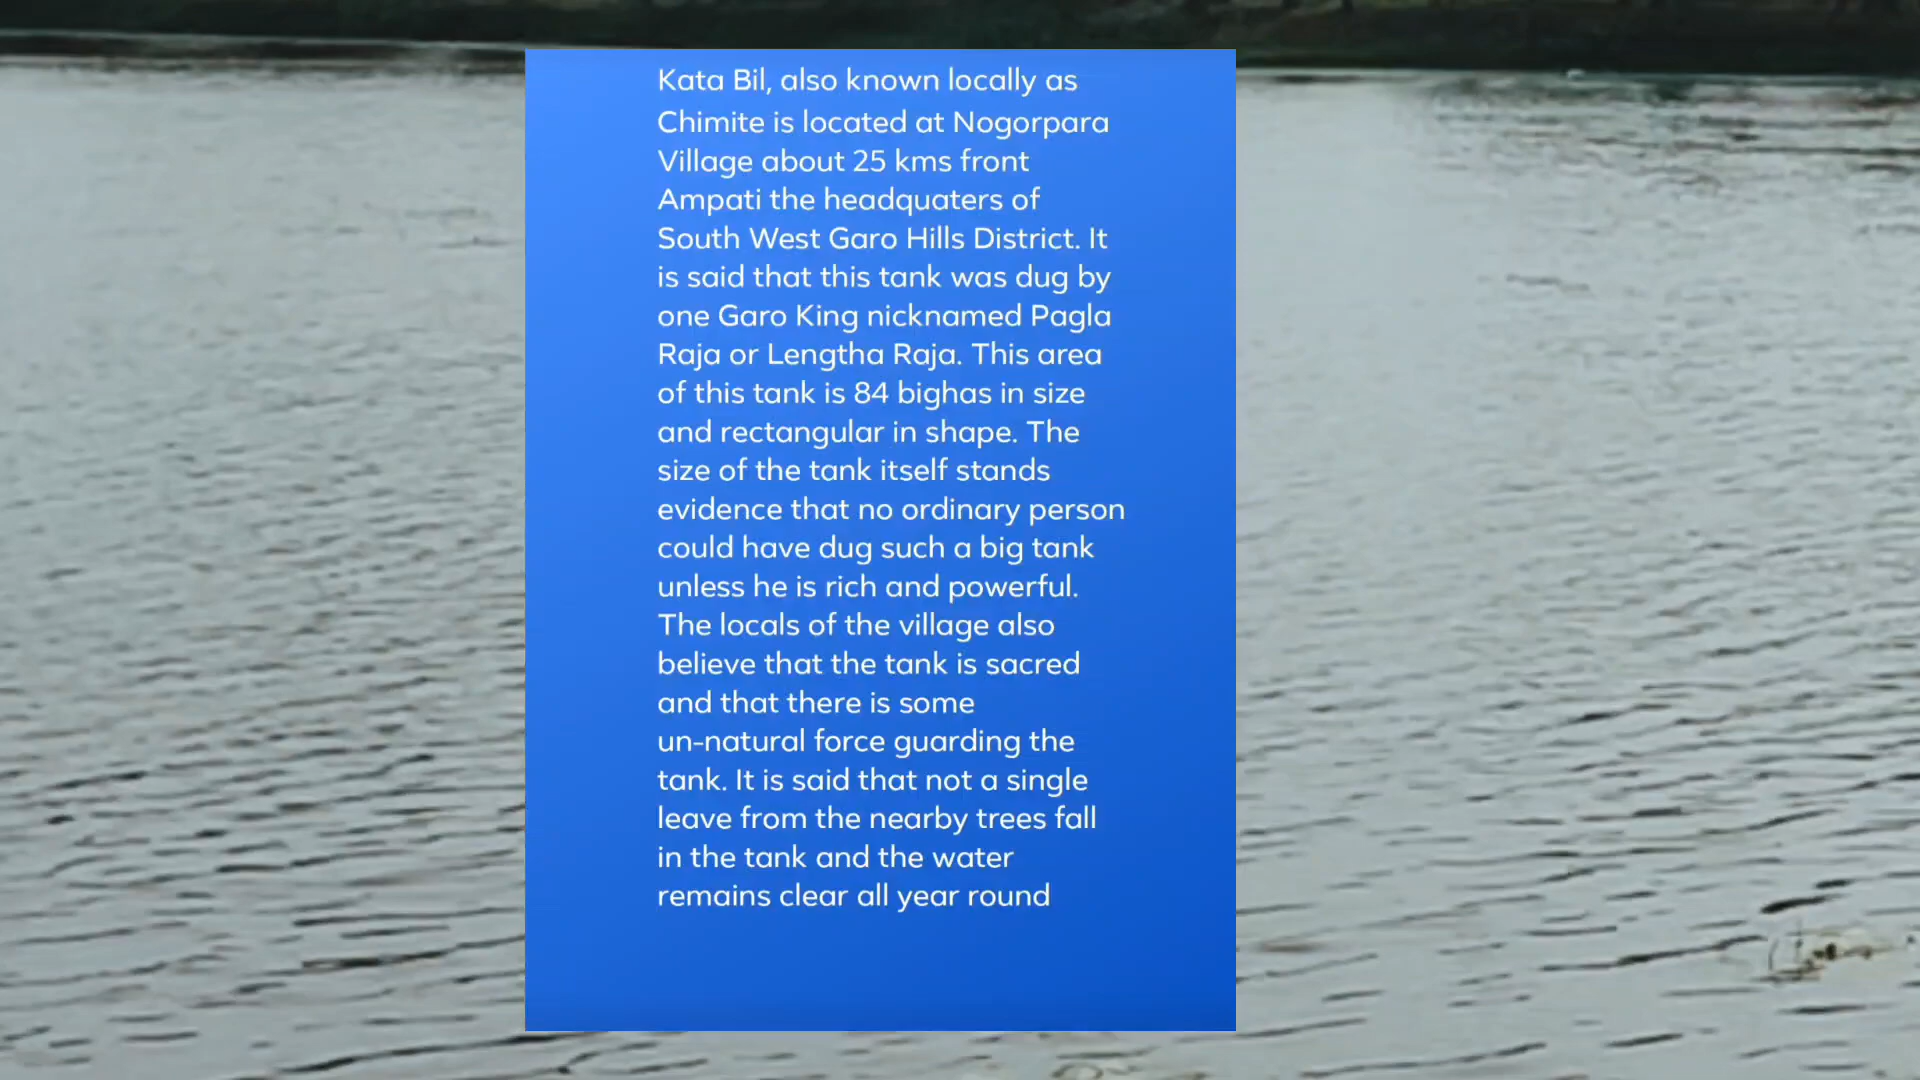 Kata Bil, also known locally as
Chimite is located at Nogorpara
Village about 25 kms front
Ampati the headquaters of
South West Garo Hills District. It
is said that this tank was dug by
one Garo King nicknamed Pagla
Raja or Lengtha Raja. This area
of this tank is 84 bighas in size
and rectangular in shape. The
size of the tank itself stands
evidence that no ordinary person
could have dug such a big tank
unless he is rich and powerful.
The locals of the village also
believe that the tank is sacred
and that there is some
un-natural force guarding the
tank. It is said that not a single
leave from the nearby trees fall
in the tank and the water
remains clear all year round